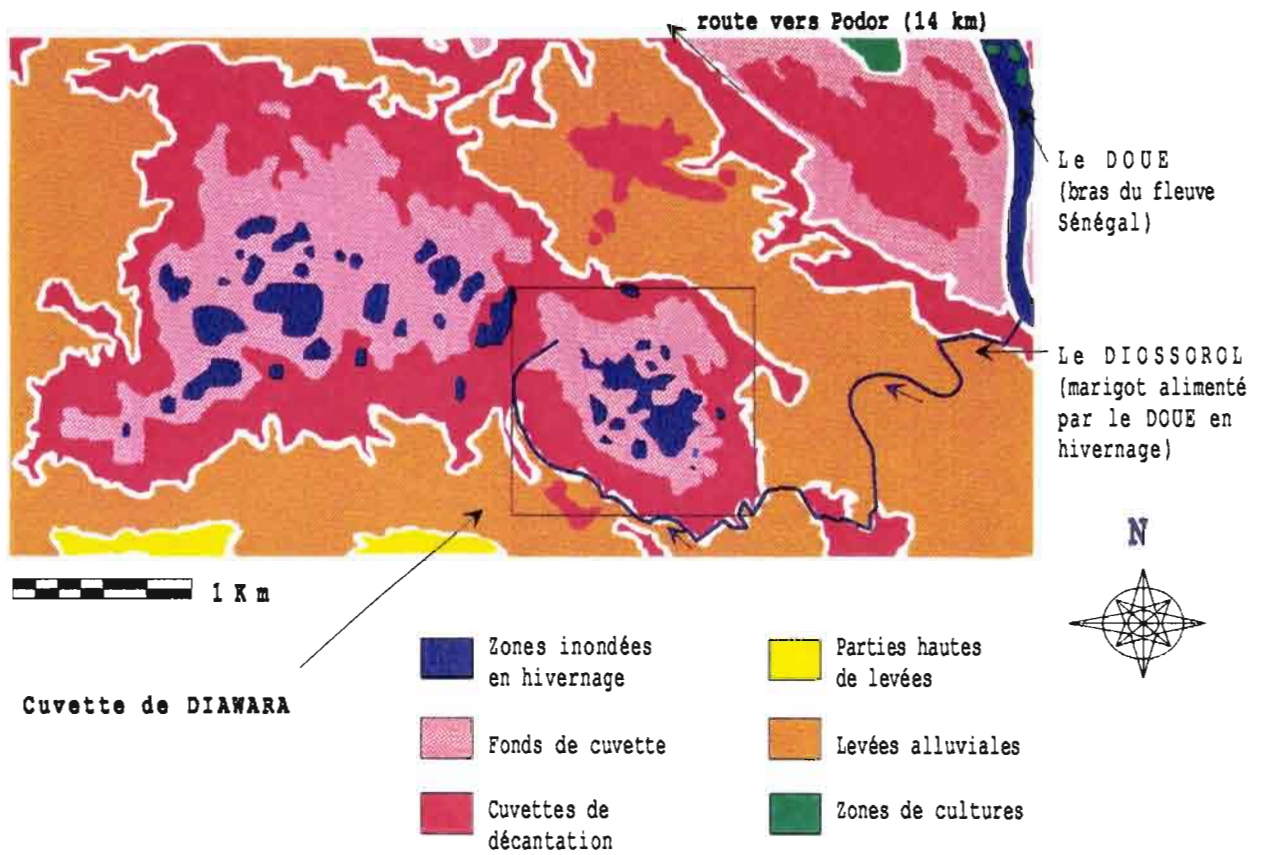 route vers Podor (14 km)
Le DOUE
(bras du fleuve
Sénégal)
Le DIOSSOROL
(marigot alimenté
par le DOUE en
hivernage)
N
1 Km
Cuvette de DIAWARA
Zones inondées
en hivernage
Fonds de cuvette
Cuvettes de
décantation
Parties hautes
de levées
Levées alluviales
Zones de cultures